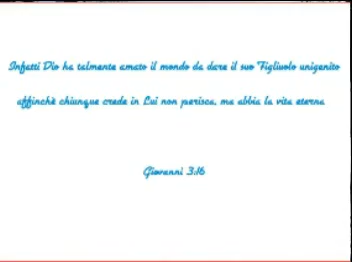 Infatti Dio ha talmente amato il mondo da dare il suo Figliuolo unigenito
affinchè chiunque crede in Lui non perisca, ma abbia la vita eterna
Giovanni 3:16